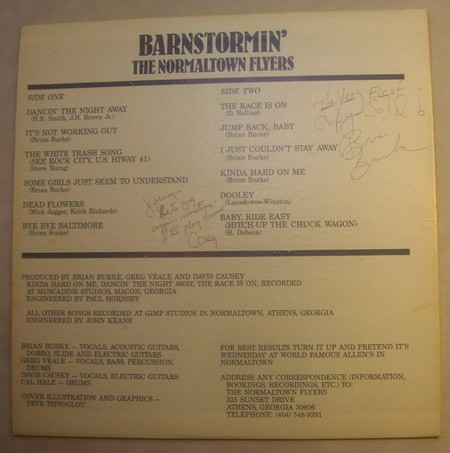 BARNSTORMIN'
THE NORMALTOWN FLYERS
SIDE ONE
DANCIN' THE NIGHT AWAY
(H.R. Smith, J.H. Brown Jr.)
IT'S NOT WORKING OUT
(Brian Burke)
THE WHITE TRASH SONG
(SEE ROCK CITY, U.S. HIWAY 41)
(Steve Young)
SOME GIRLS JUST SEEM TO UNDERSTAND
(Brian Burke)
DEAD FLOWERS
(Mick Jagger, Keith Richards)
BYE BYE BALTIMORE
(Brian Burke)
SIDE TWO
THE RACE IS ON
(D. Rollins)
JUMP BACK, BABY
(Brian Burke)
I JUST COULDN'T STAY AWAY
(Brian Burke)
KINDA HARD ON ME
(Brian Burke)
DOOLEY
(Lansdowne-Winston)
BABY, RIDE EASY
(HITCH-UP THE CHUCK WAGON)
(R. Dobson)
The Very First
Copy Sold!
PRODUCED BY BRIAN BURKE, GREG VEALE AND DAVIS CAUSEY
KINDA HARD ON ME, DANCIN' THE NIGHT AWAY, THE RACE IS ON; RECORDED
AT MUSCADINE STUDIOS, MACON, GEORGIA
ENGINEERED BY PAUL HORNSBY
ALL OTHER SONGS RECORDED AT GIMP STUDIOS IN NORMALTOWN, ATHENS, GEORGIA
ENGINEERED BY JOHN KEANE
BRIAN BURKE — VOCALS, ACOUSTIC GUITARS,
DOBRO, SLIDE AND ELECTRIC GUITARS
GREG VEALE — VOCALS, BASS, PERCUSSION,
DRUMS
DAVIS CAUSEY — VOCALS, ELECTRIC GUITARS
CAL HALE — DRUMS
COVER ILLUSTRATION AND GRAPHICS —
PETE TSIVOGLOU
FOR BEST RESULTS TURN IT UP AND PRETEND IT'S
WEDNESDAY AT WORLD FAMOUS ALLEN'S IN
NORMALTOWN
ADDRESS ANY CORRESPONDENCE (INFORMATION,
BOOKINGS, RECORDINGS, ETC.) TO:
THE NORMALTOWN FLYERS
325 SUNSET DRIVE
ATHENS, GEORGIA 30606
TELEPHONE: (404) 548-9391